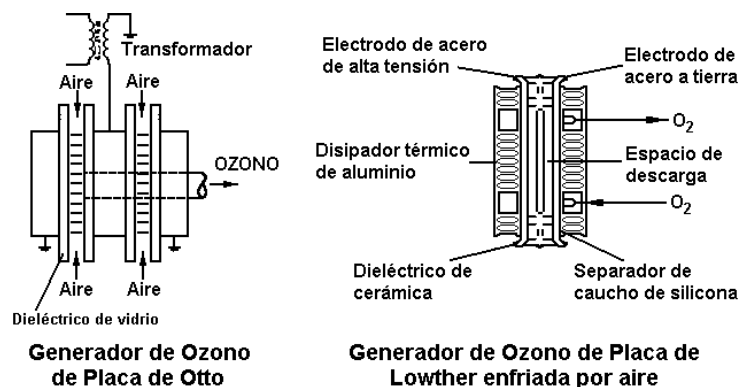 Transformador
Aire
Aire
OZONO
Aire
Aire
Dieléctrico de vidrio
Generador de Ozono
de Placa de Otto
Electrodo de acero
de alta tensión
Electrodo de
acero a tierra
O2
Disipador térmico
de aluminio
Espacio de
descarga
O2
Dieléctrico de
cerámica
Separador de
caucho de silicona
Generador de Ozono de Placa de
Lowther enfriada por aire